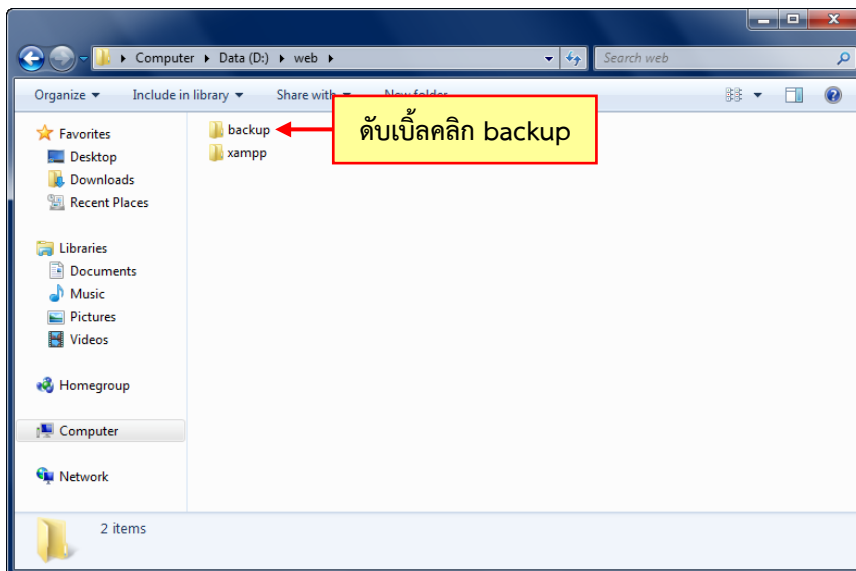 Computer Data (D:) web
Search web
Organize Include in library Share with New folder
Favorites
Desktop
Downloads
Recent Places
Libraries
Documents
Music
Pictures
Videos
Homegroup
Computer
Network
backup
xampp
ดับเบิ้ลคลิก backup
2 items